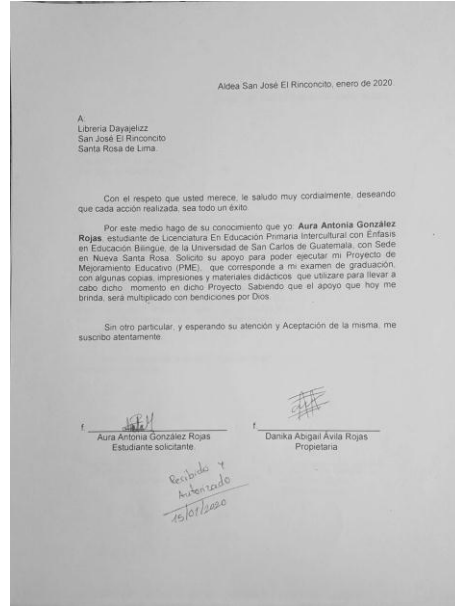 Aldea San José El Rinconcito, enero de 2020.
A:
Librería Dayajelizz
San José El Rinconcito
Santa Rosa de Lima.
Con el respeto que usted merece, le saludo muy cordialmente, deseando
que cada acción realizada, sea todo un éxito.
Por este medio hago de su conocimiento que yo: Aura Antonia González
Rojas, estudiante de Licenciatura En Educación Primaria Intercultural con Énfasis
en Educación Bilingüe, de la Universidad de San Carlos de Guatemala, con Sede
en Nueva Santa Rosa. Solicito su apoyo para poder ejecutar mi Proyecto de
Mejoramiento Educativo (PME), que corresponde a mi examen de graduación,
con algunas copias, impresiones y materiales didácticos que utilizare para llevar a
cabo dicho momento en dicho Proyecto. Sabiendo que el apoyo que hoy me
brinda, será multiplicado con bendiciones por Dios.
Sin otro particular, y esperando su atención y Aceptación de la misma, me
suscribo atentamente.
f. f.
Aura Antonia González Rojas Danika Abigail Ávila Rojas
Estudiante solicitante Propietaria
Recibido y
Autorizado
15/01/2020